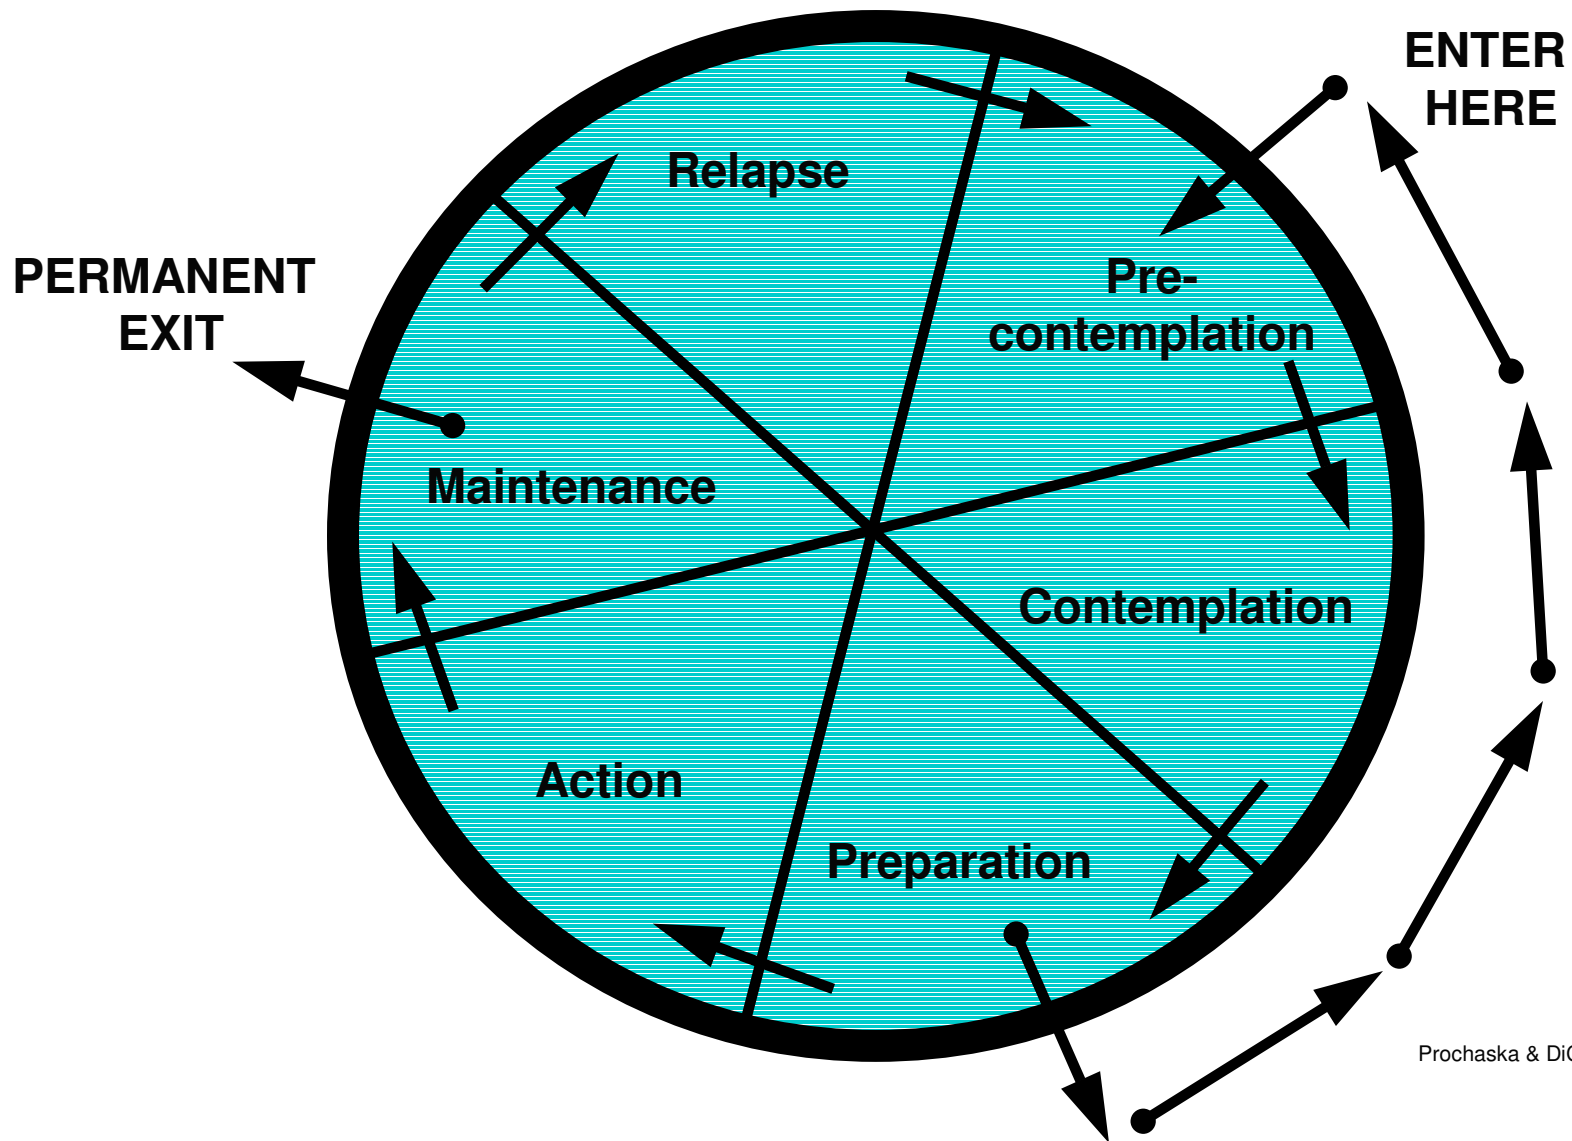 ENTER
HERE
Relapse
Pre-
contemplation
PERMANENT
EXIT
Maintenance
Contemplation
Action
Preparation
Prochaska &